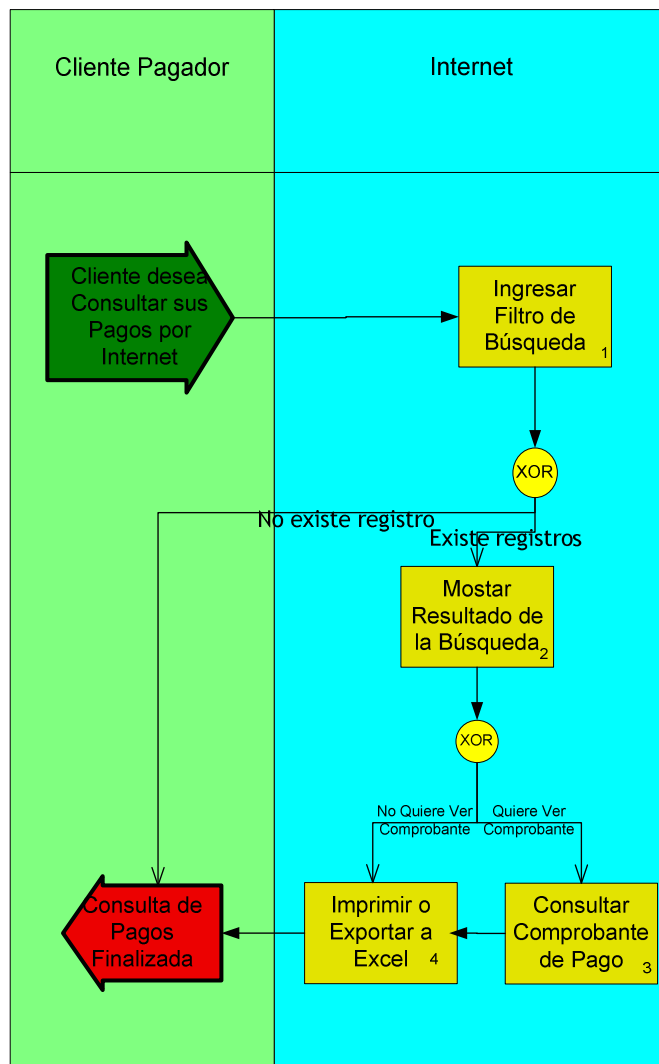 Cliente Pagador
Internet
Cliente desea
Consultar sus
Pagos por
Internet
Ingresar
Filtro de
Búsqueda
1
XOR
No existe registro
Existe registros
Mostar
Resultado de
la Búsqueda
2
XOR
No Quiere Ver
Comprobante
Quiere Ver
Comprobante
Consulta de
Pagos
Finalizada
Imprimir o
Exportar a
Excel
4
Consultar
Comprobante
de Pago
3